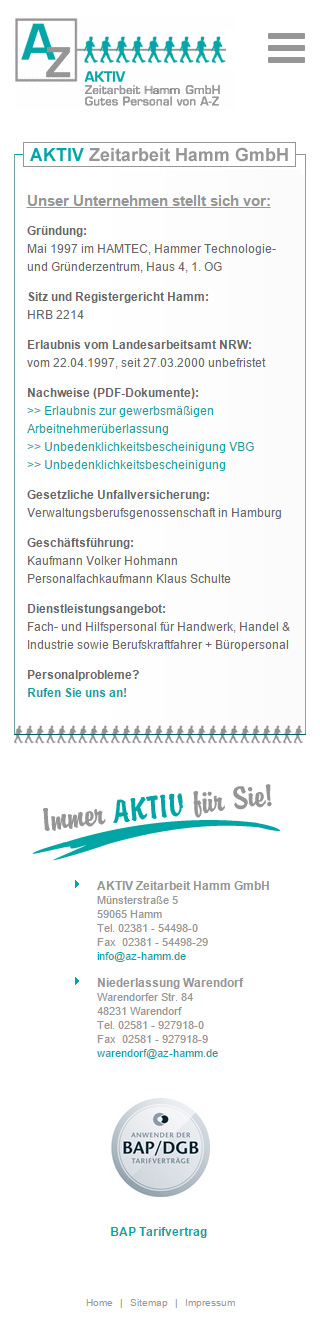 AZ
AKTIV
Zeitarbeit Hamm GmbH
Gutes Personal von A-Z
AKTIV Zeitarbeit Hamm GmbH
Unser Unternehmen stellt sich vor:
Gründung:
Mai 1997 im HAMTEC, Hammer Technologie-
und Gründerzentrum, Haus 4, 1. OG
Sitz und Registergericht Hamm:
HRB 2214
Erlaubnis vom Landesarbeitsamt NRW:
vom 22.04.1997, seit 27.03.2000 unbefristet
Nachweise (PDF-Dokumente):
>> Erlaubnis zur gewerbsmäßigen
Arbeitnehmerüberlassung
>> Unbedenklichkeitsbescheinigung VBG
>> Unbedenklichkeitsbescheinigung
Gesetzliche Unfallversicherung:
Verwaltungsberufsgenossenschaft in Hamburg
Geschäftsführung:
Kaufmann Volker Hohmann
Personalfachkaufmann Klaus Schulte
Dienstleistungsangebot:
Fach- und Hilfspersonal für Handwerk, Handel &
Industrie sowie Berufskraftfahrer + Büropersonal
Personalprobleme?
Rufen Sie uns an!
Immer AKTIV für Sie!
AKTIV Zeitarbeit Hamm GmbH
Münsterstraße 5
59065 Hamm
Tel. 02381 - 54498-0
Fax 02381 - 54498-29
info@az-hamm.de
Niederlassung Warendorf
Warendorfer Str. 84
48231 Warendorf
Tel. 02581 - 927918-0
Fax 02581 - 927918-9
warendorf@az-hamm.de
ANWENDER DER
BAP/DGB
TARIFVERTRÄGE
BAP Tarifvertrag
Home | Sitemap | Impressum